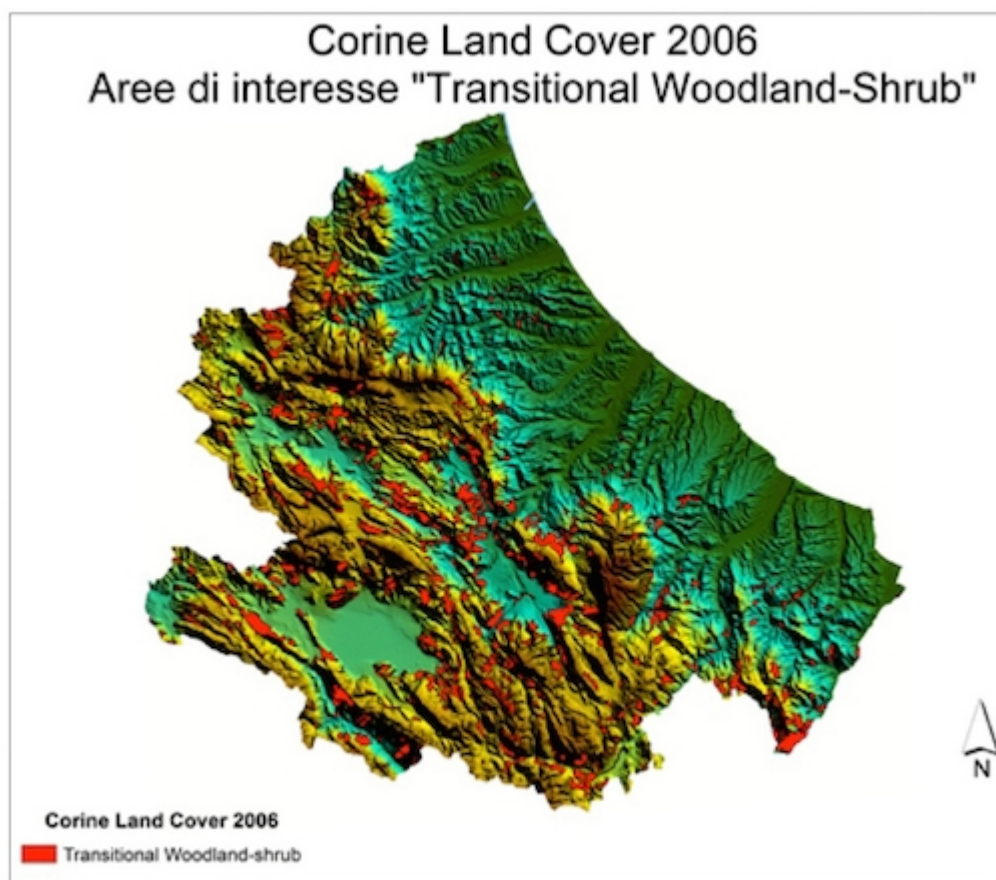 Corine Land Cover 2006
Aree di interesse "Transitional Woodland-Shrub"
N
Corine Land Cover 2006
Transitional Woodland-shrub